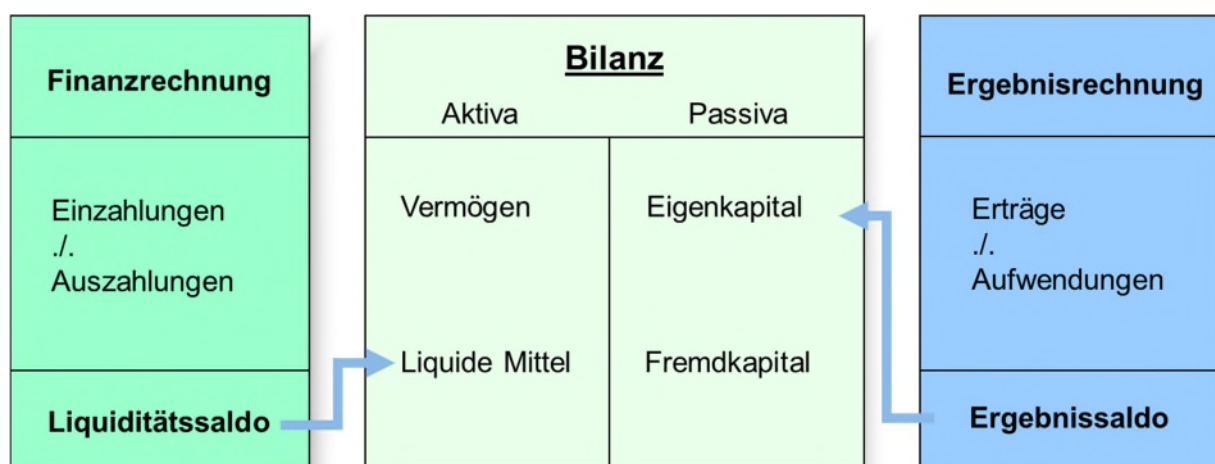 Finanzrechnung
Einzahlungen
./.
Auszahlungen
Liquiditätssaldo
Bilanz
Aktiva
Passiva
Vermögen
Eigenkapital
Liquide Mittel
Fremdkapital
Ergebnisrechnung
Erträge
./.
Aufwendungen
Ergebnissaldo